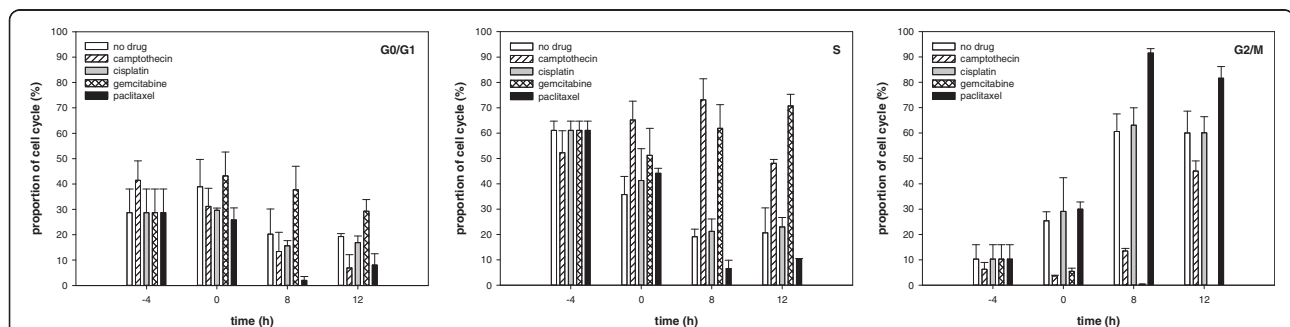 G0/G1
no drug
camptothecin
cisplatin
gemcitabine
paclitaxel
proportion of cell cycle (%)
100
90
80
70
60
50
40
30
20
10
0
-4 0 8 12
time (h)
S
no drug
camptothecin
cisplatin
gemcitabine
paclitaxel
proportion of cell cycle (%)
100
90
80
70
60
50
40
30
20
10
0
-4 0 8 12
time (h)
G2/M
no drug
camptothecin
cisplatin
gemcitabine
paclitaxel
proportion of cell cycle (%)
100
90
80
70
60
50
40
30
20
10
0
-4 0 8 12
time (h)